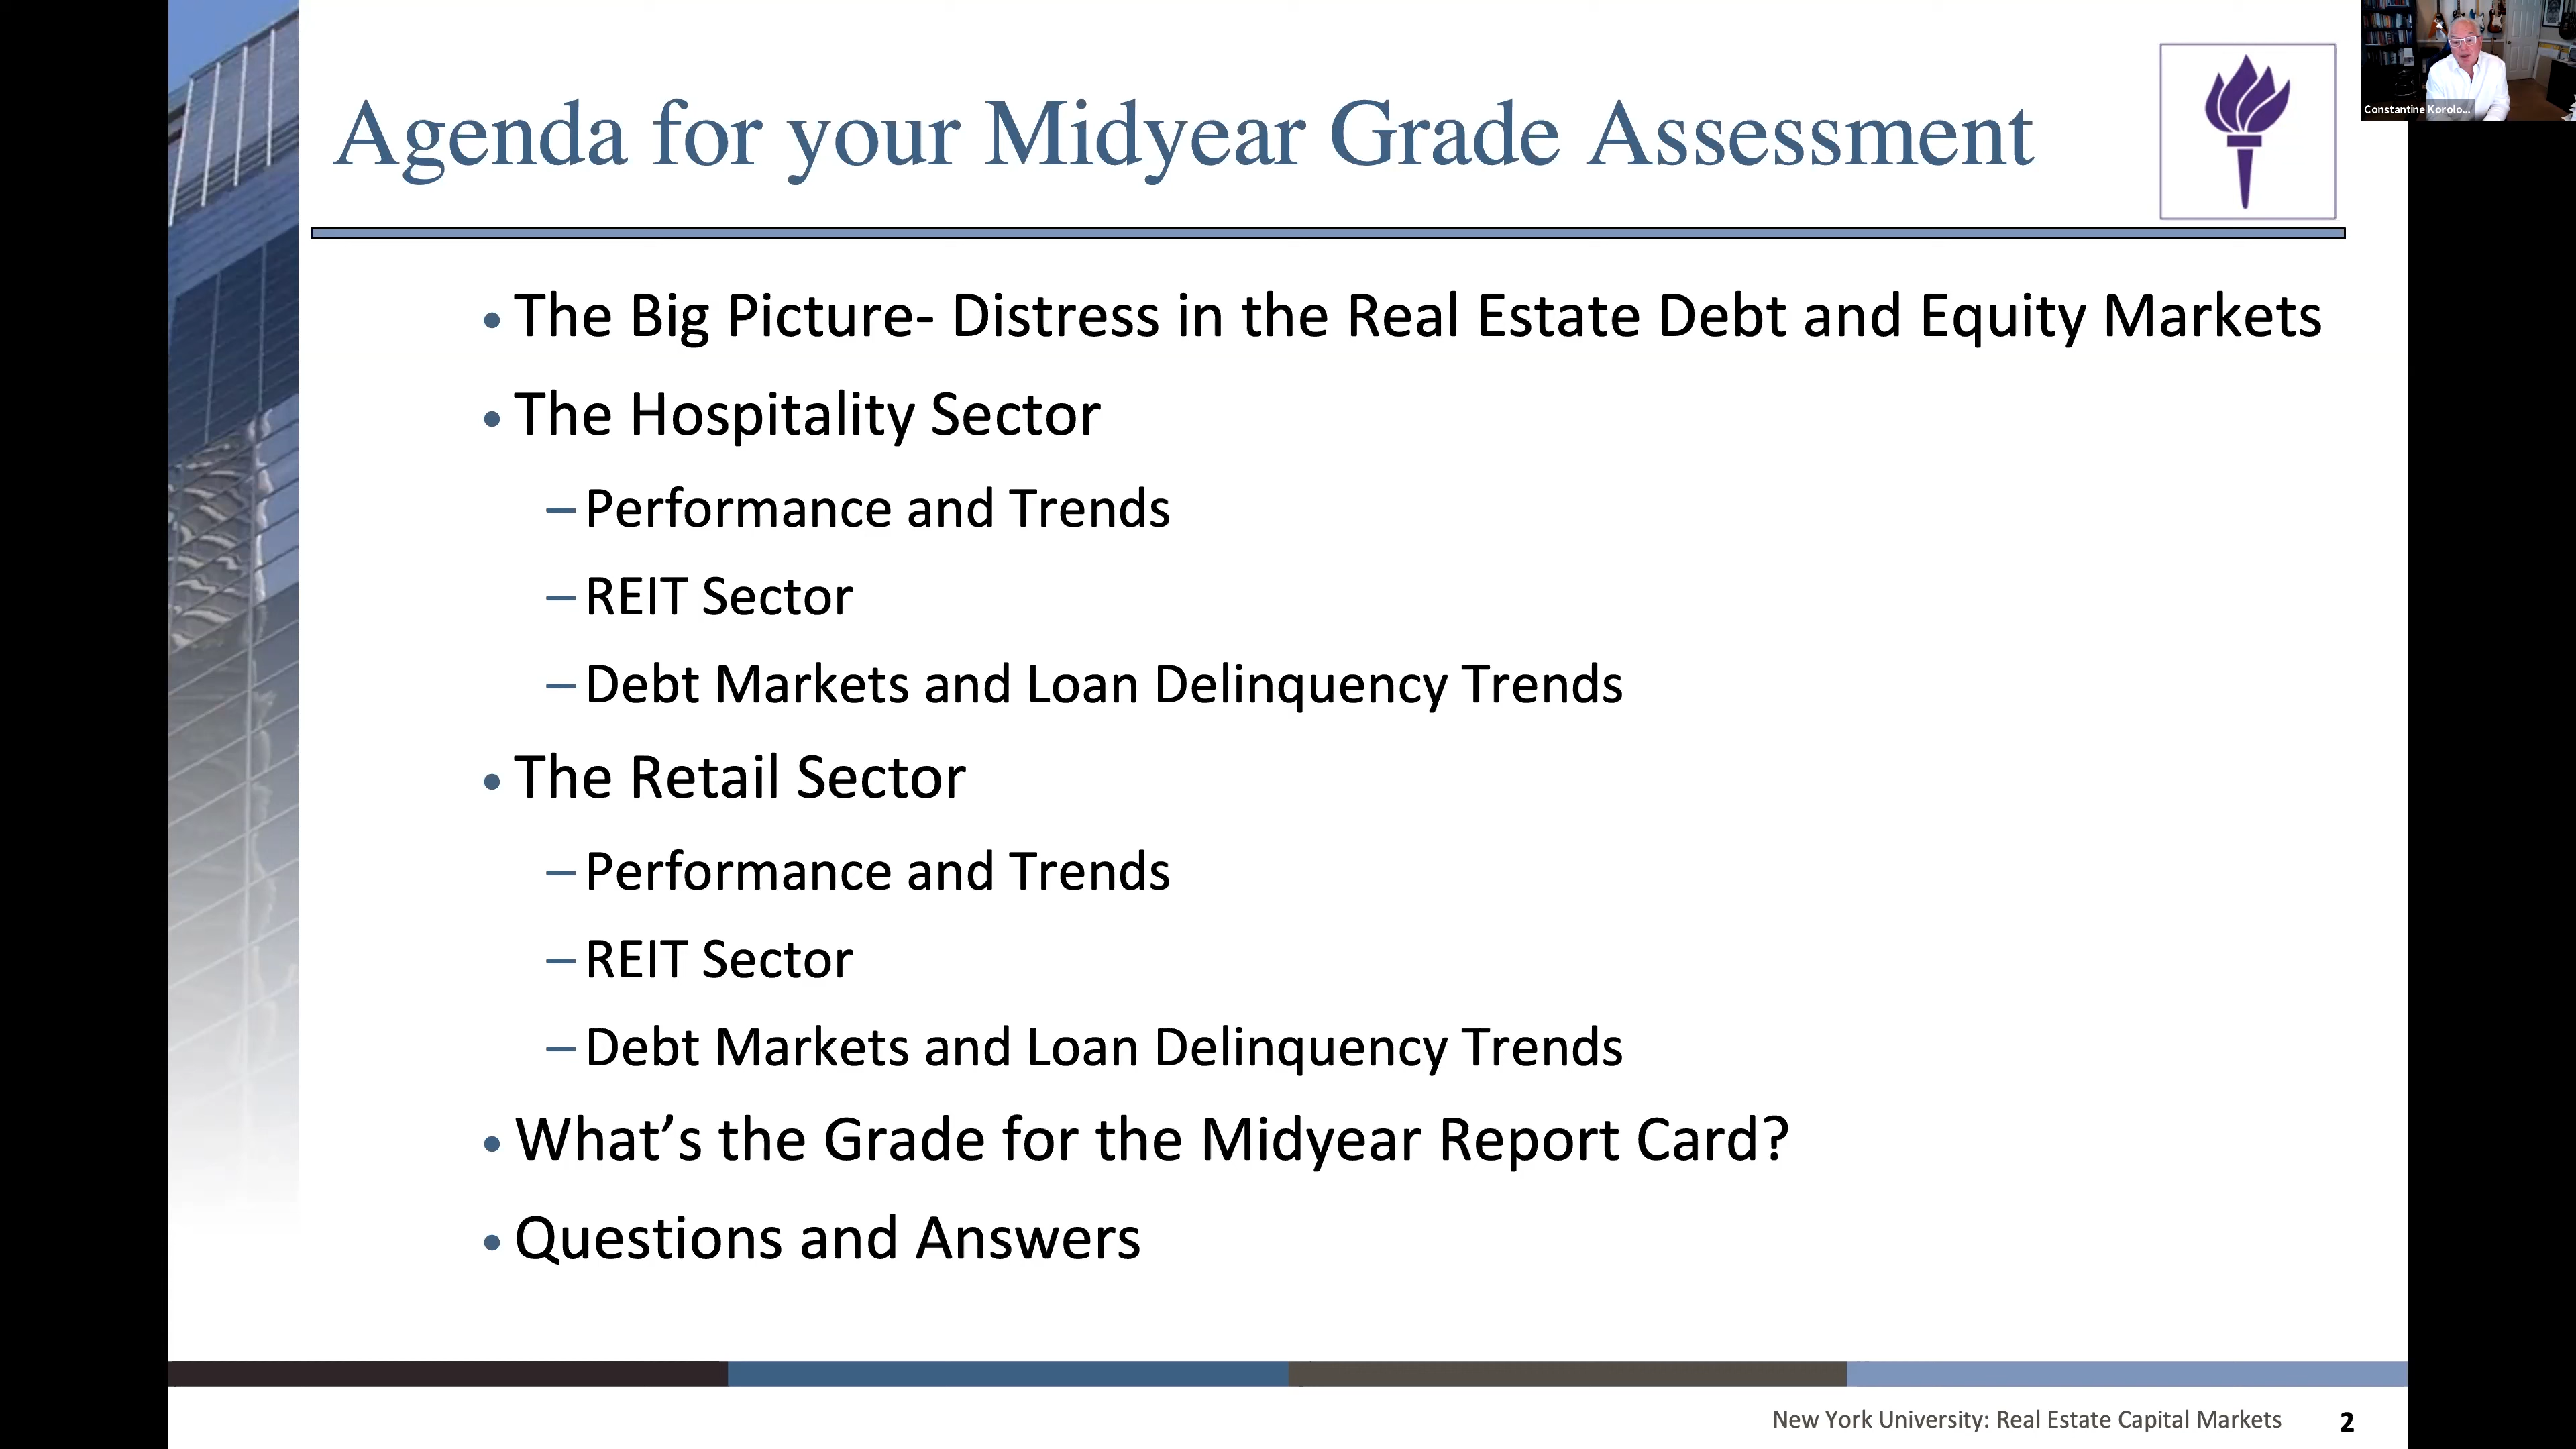 Agenda for your Midyear Grade Assessment
Constantine Korolo...
• The Big Picture- Distress in the Real Estate Debt and Equity Markets
• The Hospitality Sector
– Performance and Trends
– REIT Sector
– Debt Markets and Loan Delinquency Trends
• The Retail Sector
– Performance and Trends
– REIT Sector
– Debt Markets and Loan Delinquency Trends
• What’s the Grade for the Midyear Report Card?
• Questions and Answers
New York University: Real Estate Capital Markets 2